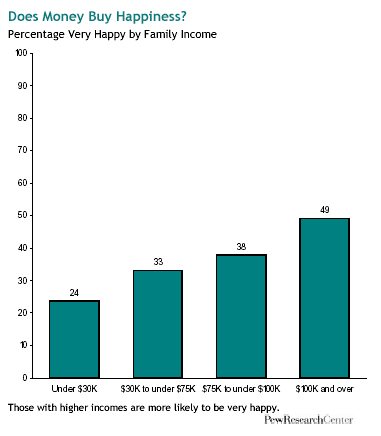 Does Money Buy Happiness?
Percentage Very Happy by Family Income
100
90
80
70
60
50
40
30
20
10
0
24
33
38
49
Under $30K
$30K to under $75K
$75K to under $100K
$100K and over
Those with higher incomes are more likely to be very happy.
PewResearchCenter